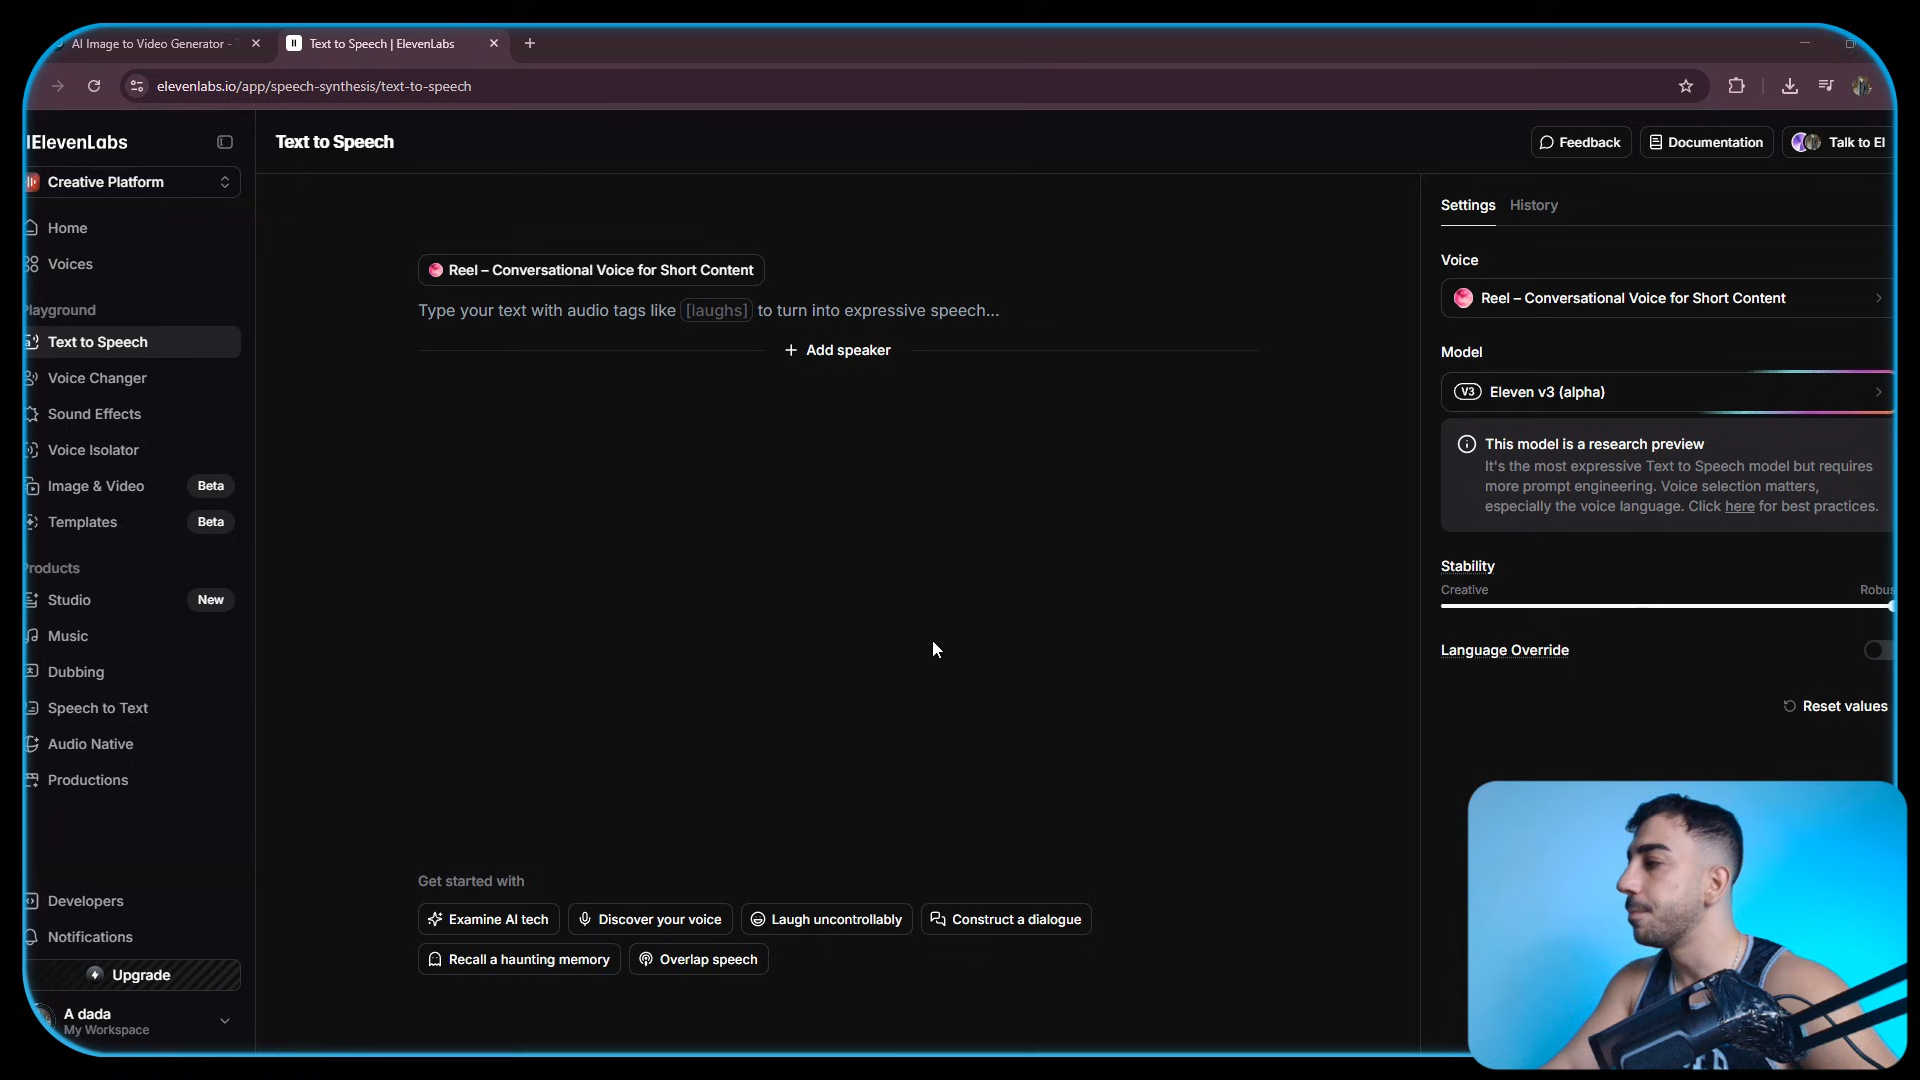 AI Image to Video Generator -
Text to Speech | ElevenLabs
elevenlabs.io/app/speech-synthesis/text-to-speech
IElevenLabs
Creative Platform
Home
Voices
layground
Text to Speech
Voice Changer
Sound Effects
Voice Isolator
Image & Video Beta
Templates Beta
roducts
Studio New
Music
Dubbing
Speech to Text
Audio Native
Productions
Developers
Notifications
Upgrade
A dada
My Workspace
Text to Speech
Feedback
Documentation
Talk to El
Reel – Conversational Voice for Short Content
Type your text with audio tags like [laughs] to turn into expressive speech...
+ Add speaker
Get started with
Examine AI tech
Discover your voice
Laugh uncontrollably
Construct a dialogue
Recall a haunting memory
Overlap speech
Settings History
Voice
Reel – Conversational Voice for Short Content
Model
V3 Eleven v3 (alpha)
This model is a research preview
It's the most expressive Text to Speech model but requires
more prompt engineering. Voice selection matters,
especially the voice language. Click here for best practices.
Stability
Creative Robus
Language Override
Reset values